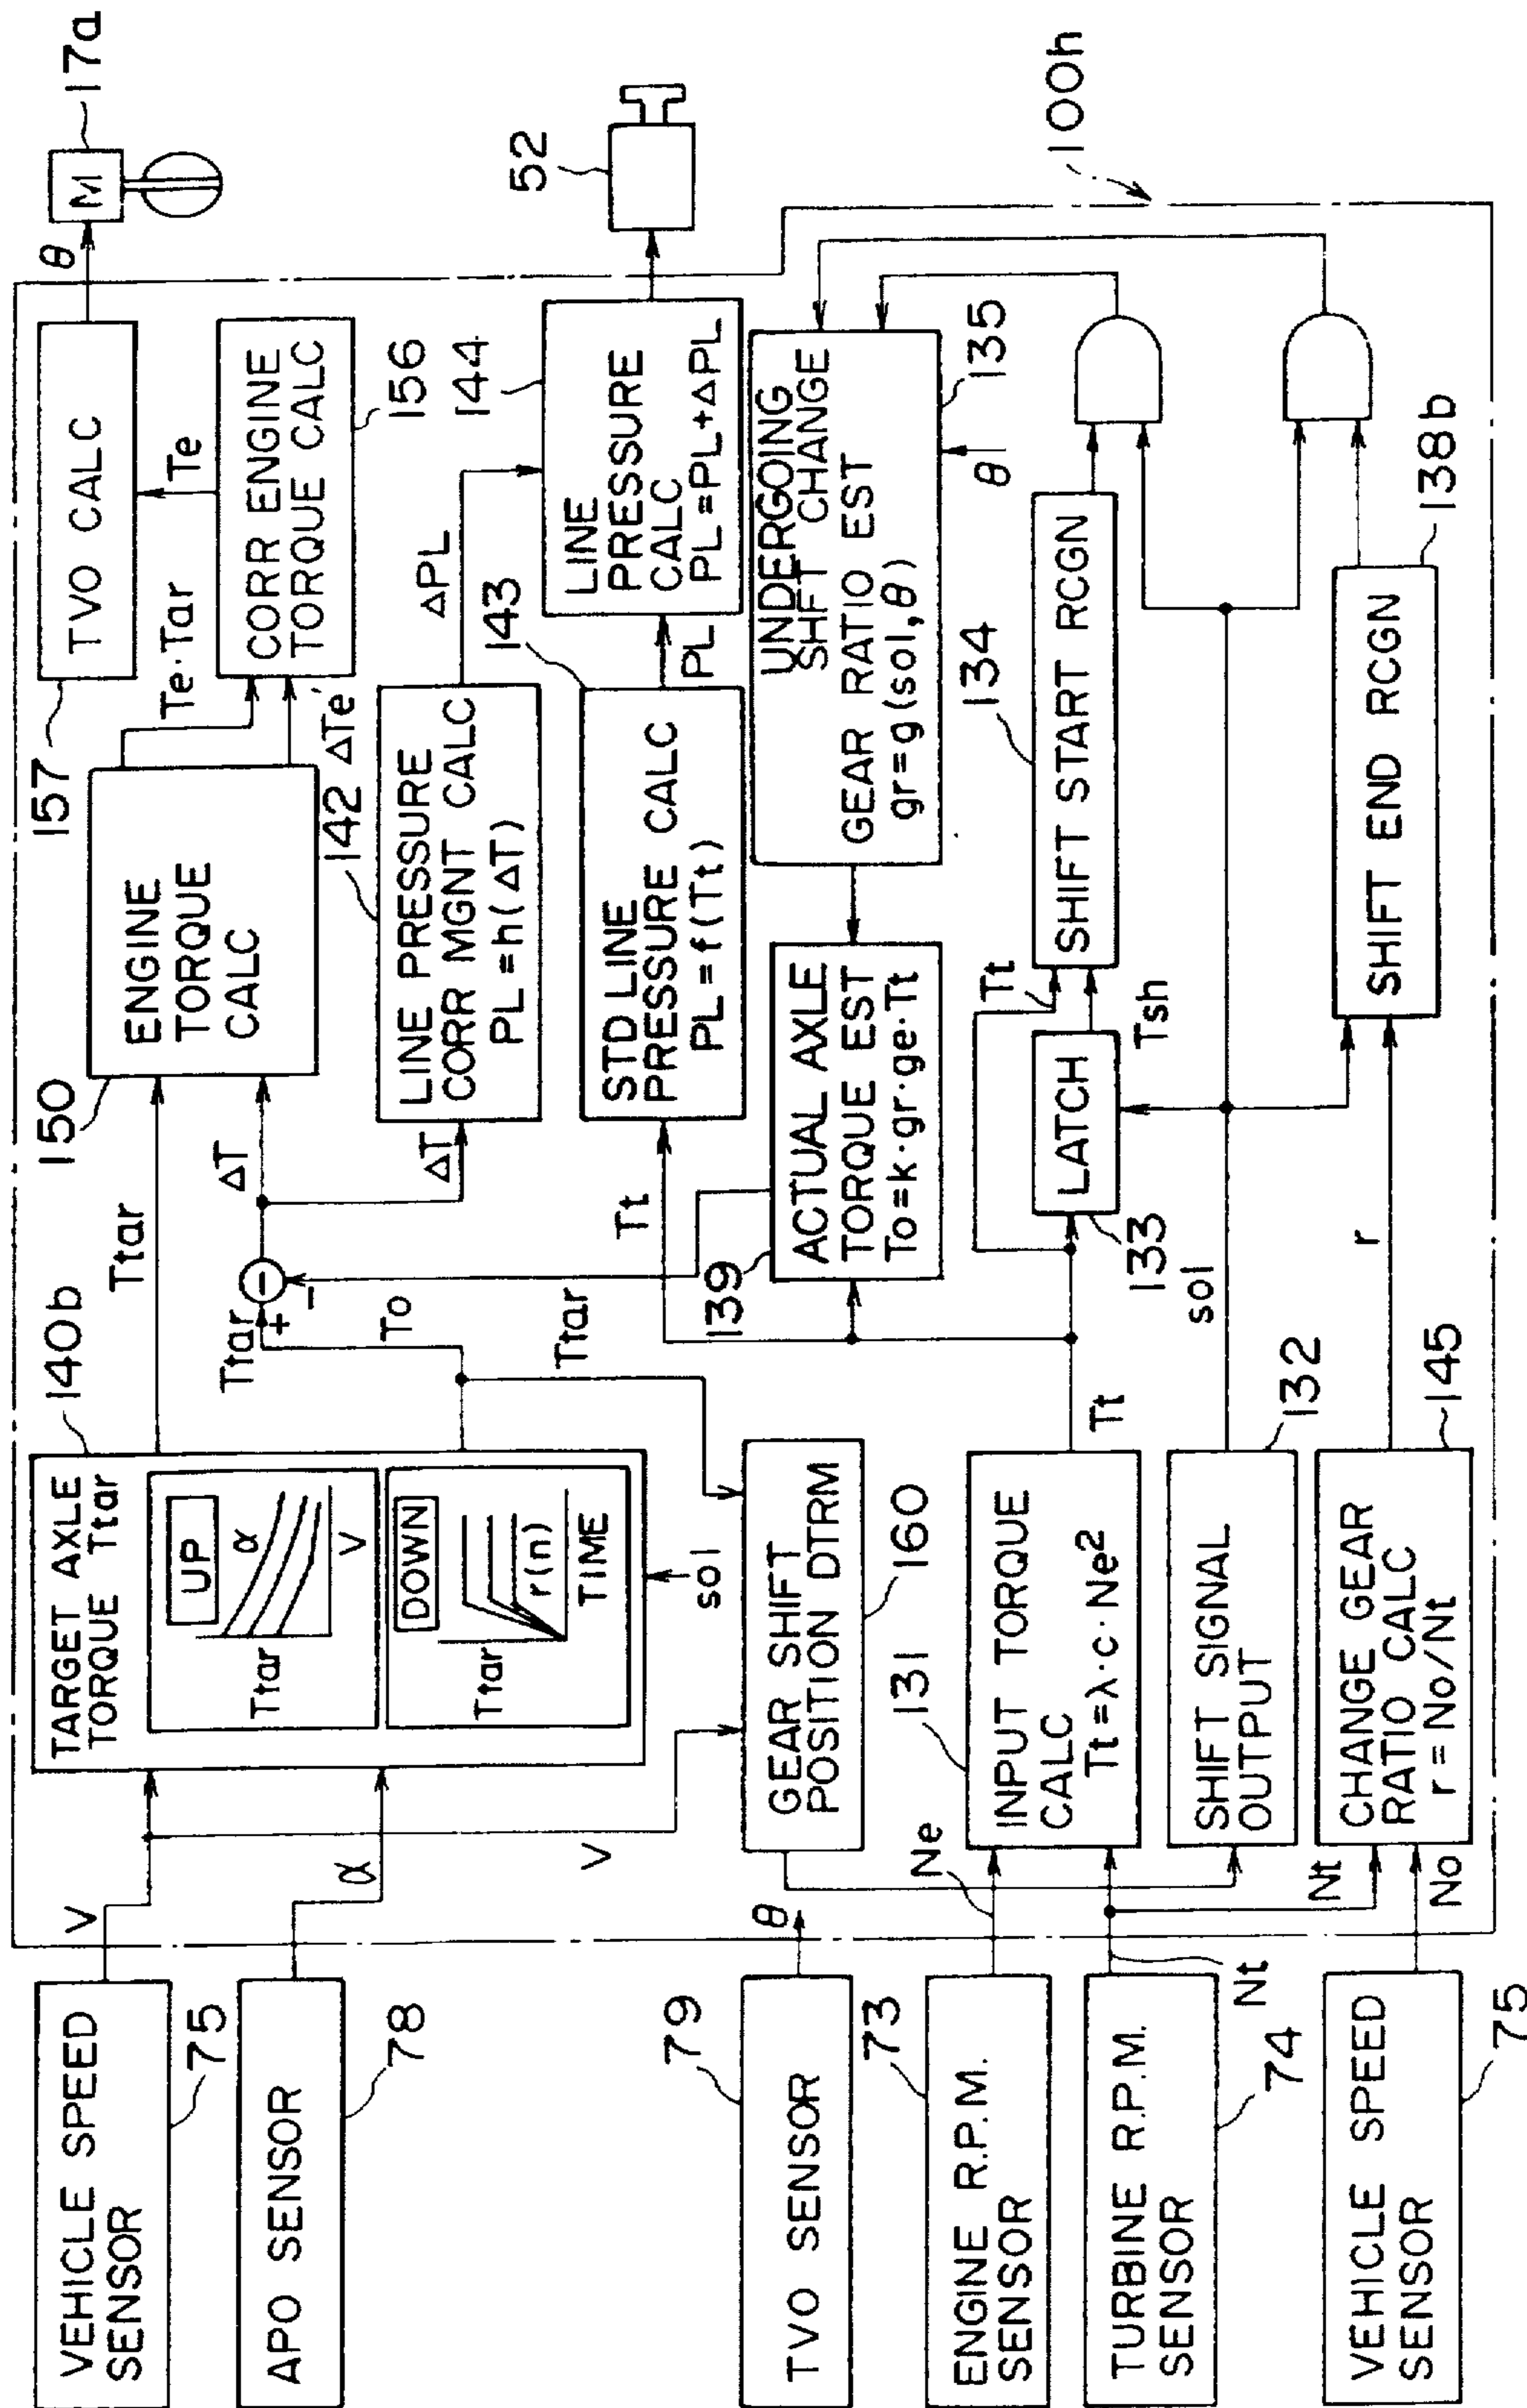 VEHICLE SPEED
SENSOR
75
APO SENSOR
78
TVO SENSOR
79
ENGINE R.P.M.
SENSOR
73
TURBINE R.P.M.
SENSOR
74
VEHICLE SPEED
SENSOR
75
V
α
V
θ
Ne
Nt
Nt
No
TARGET AXLE
TORQUE Ttar
140b
UP
Ttar
α
V
DOWN
Ttar
r(n)
TIME
sol
GEAR SHIFT
POSITION DTRM
160
INPUT TORQUE
CALC
Tt=λ·c·Ne2
131
SHIFT SIGNAL
OUTPUT
132
CHANGE GEAR
RATIO CALC
r=No/Nt
145
Ttar
Ttar
+
-
-
To
Ttar
ΔT
ΔT
Tt
Tt
sol
r
ENGINE
TORQUE
CALC
150
LINE PRESSURE
CORR MGNT CALC
PL=h(ΔT)
142
STD LINE
PRESSURE CALC
PL=f(Tt)
143
ACTUAL AXLE
TORQUE EST
To=k·gr·ge·Tt
139
LATCH
133
Tt
Tsh
SHIFT START RCGN
134
SHIFT END RCGN
138b
Te·Tar
ΔTe
ΔPL
PL
TVO CALC
157
Te
CORR ENGINE
TORQUE CALC
156
LINE
PRESSURE
CALC
PL=PL+ΔPL
144
UNDERGOING
SHFT CHANGE
GEAR RATIO EST
gr=g(sol,θ)
135
θ
θ
M
17a
52
100h